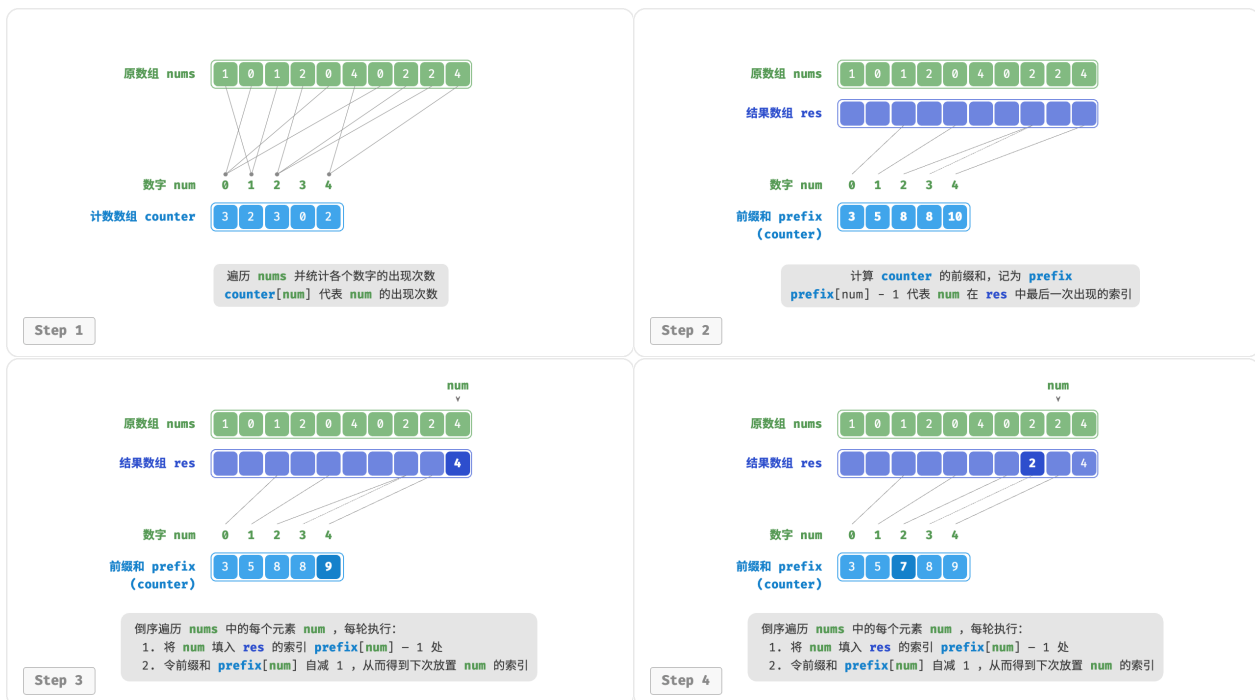 原数组 nums 1 0 1 2 0 4 0 2 2 4
数字 num 0 1 2 3 4
计数数组 counter 3 2 3 0 2
遍历 nums 并统计各个数字的出现次数
counter[num] 代表 num 的出现次数
Step 1
原数组 nums 1 0 1 2 0 4 0 2 2 4
结果数组 res
数字 num 0 1 2 3 4
前缀和 prefix 3 5 8 8 10
(counter)
计算 counter 的前缀和，记为 prefix
prefix[num] - 1 代表 num 在 res 中最后一次出现的索引
Step 2
num
原数组 nums 1 0 1 2 0 4 0 2 2 4
结果数组 res 4
数字 num 0 1 2 3 4
前缀和 prefix 3 5 8 8 9
(counter)
倒序遍历 nums 中的每个元素 num ，每轮执行：
1. 将 num 填入 res 的索引 prefix[num] - 1 处
2. 令前缀和 prefix[num] 自减 1 ，从而得到下次放置 num 的索引
Step 3
num
原数组 nums 1 0 1 2 0 4 0 2 2 4
结果数组 res 2 4
数字 num 0 1 2 3 4
前缀和 prefix 3 5 7 8 9
(counter)
倒序遍历 nums 中的每个元素 num ，每轮执行：
1. 将 num 填入 res 的索引 prefix[num] - 1 处
2. 令前缀和 prefix[num] 自减 1 ，从而得到下次放置 num 的索引
Step 4